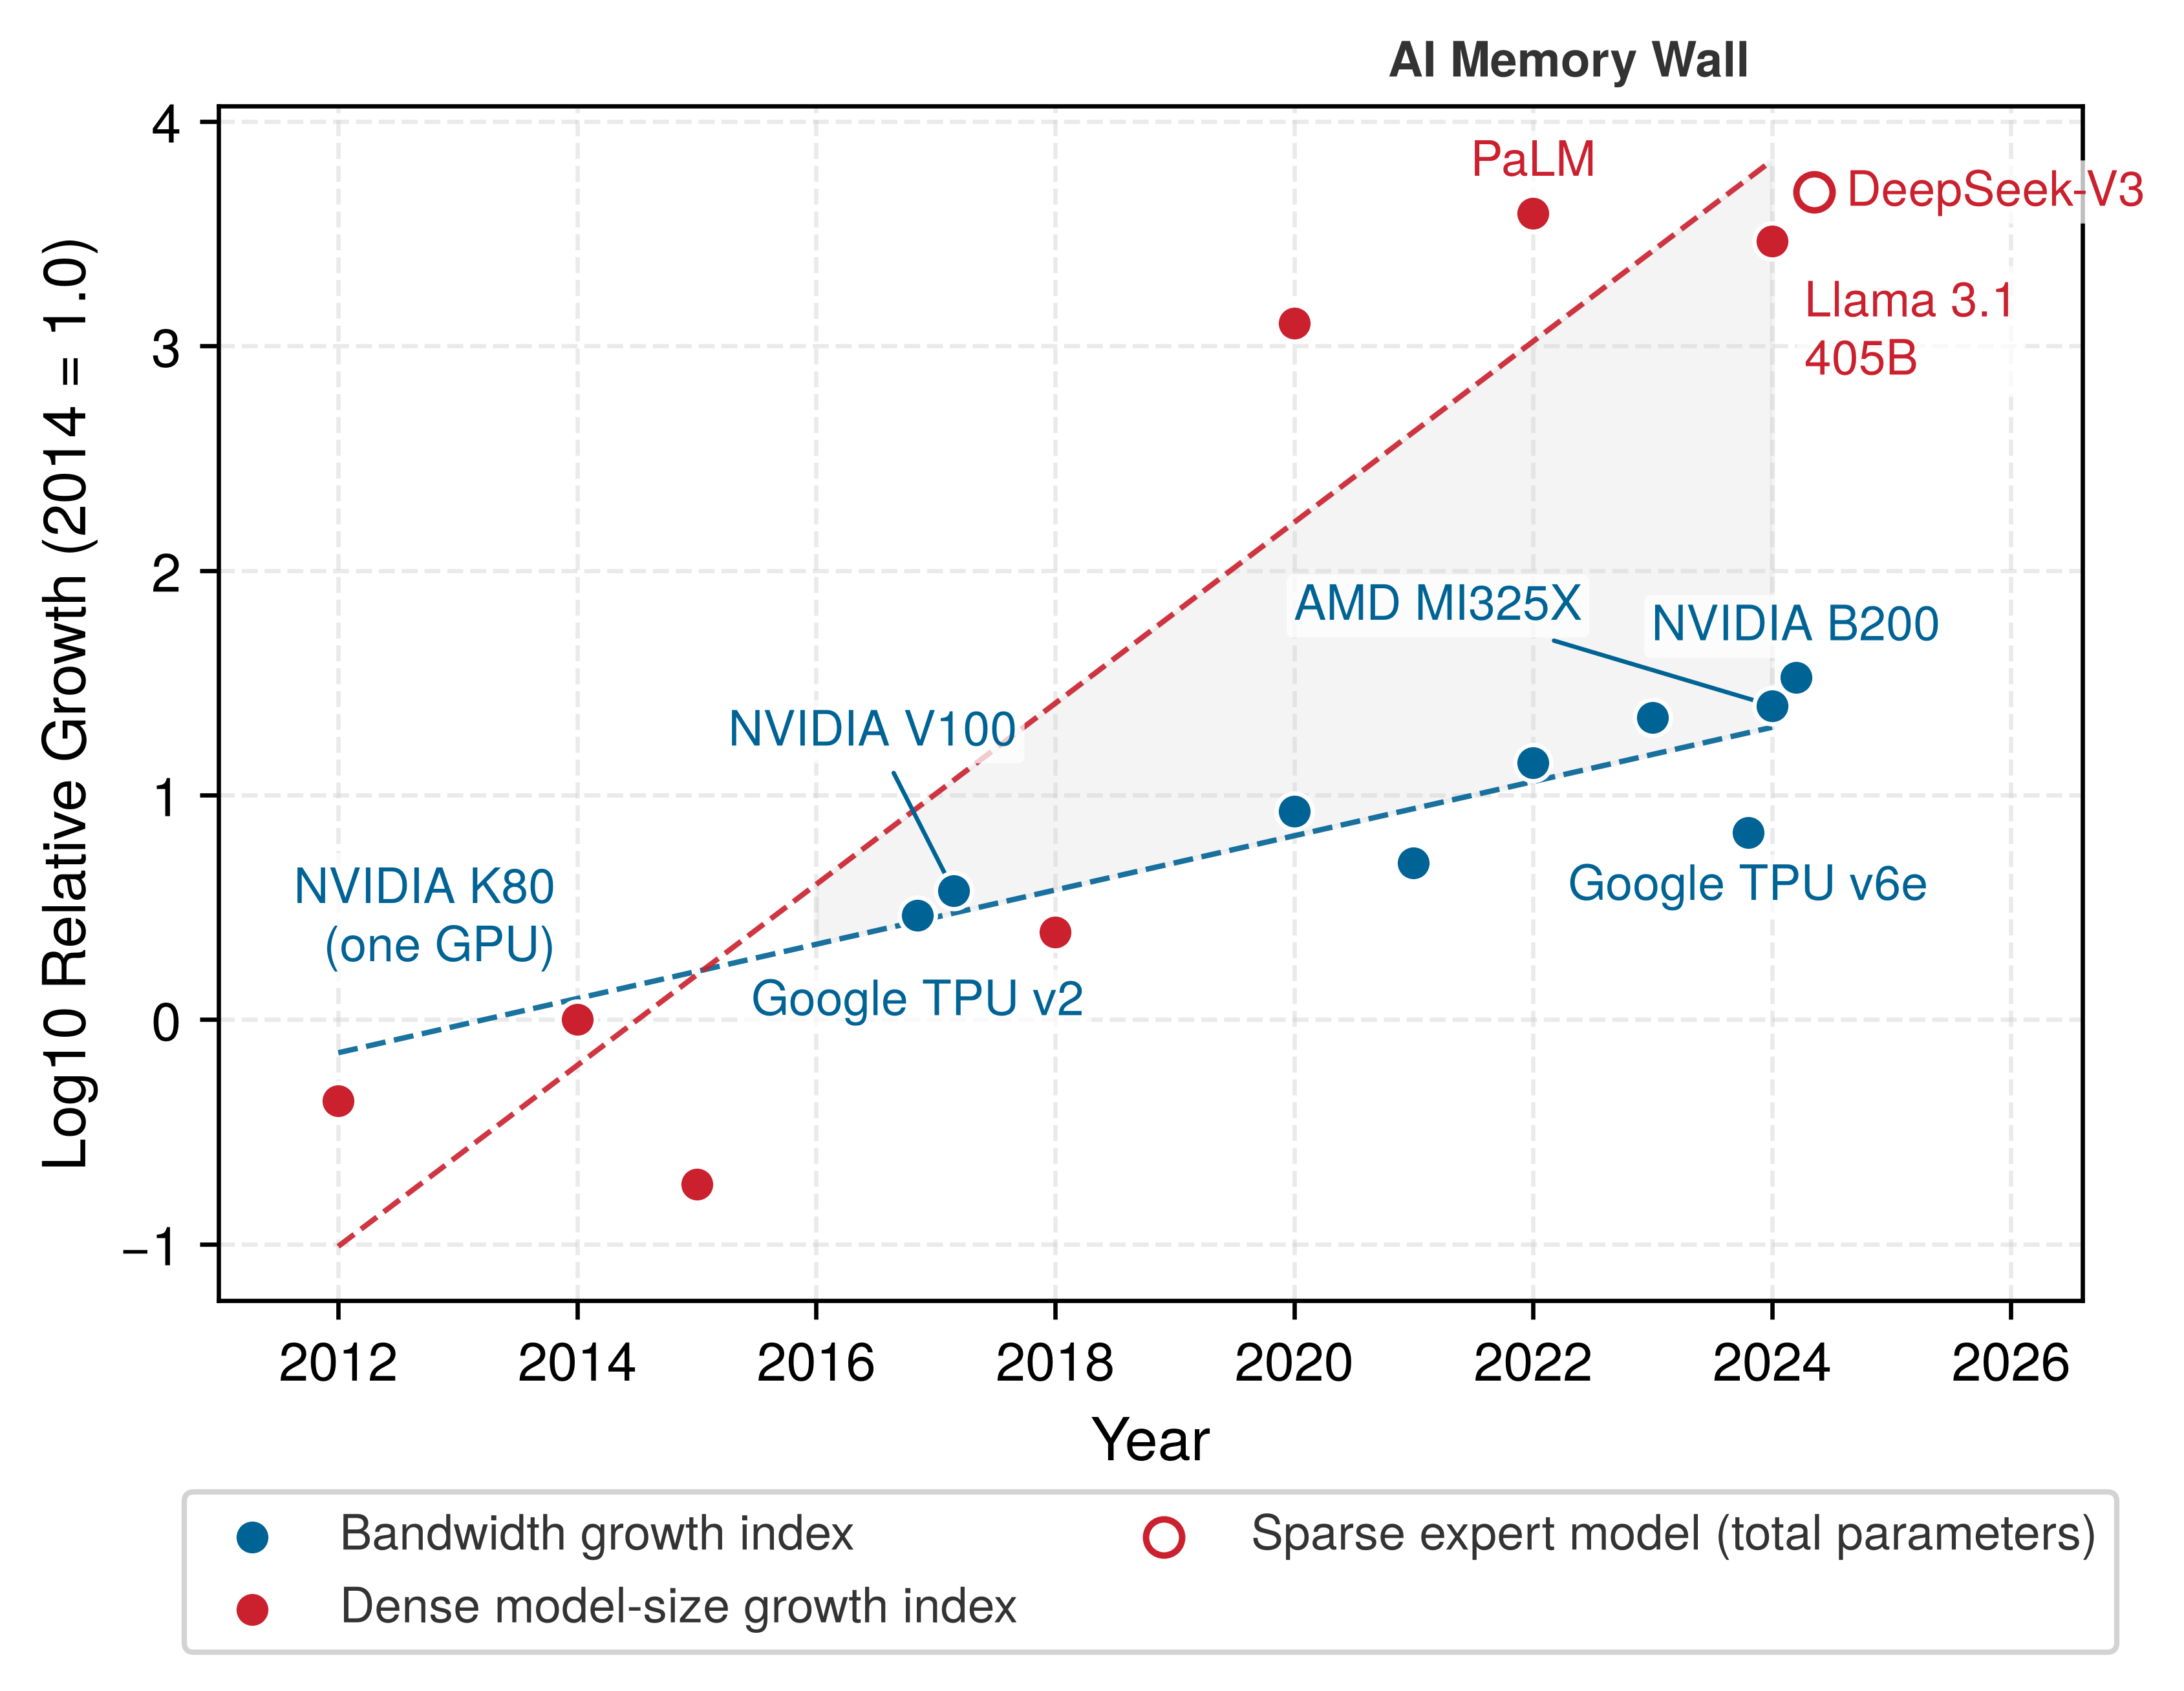 AI Memory Wall
Log10 Relative Growth (2014 = 1.0)
4
3
2
1
0
−1
PaLM
DeepSeek-V3
Llama 3.1
405B
AMD MI325X
NVIDIA B200
NVIDIA V100
NVIDIA K80
(one GPU)
Google TPU v6e
Google TPU v2
2012
2014
2016
2018
2020
2022
2024
2026
Year
Bandwidth growth index
Dense model-size growth index
Sparse expert model (total parameters)